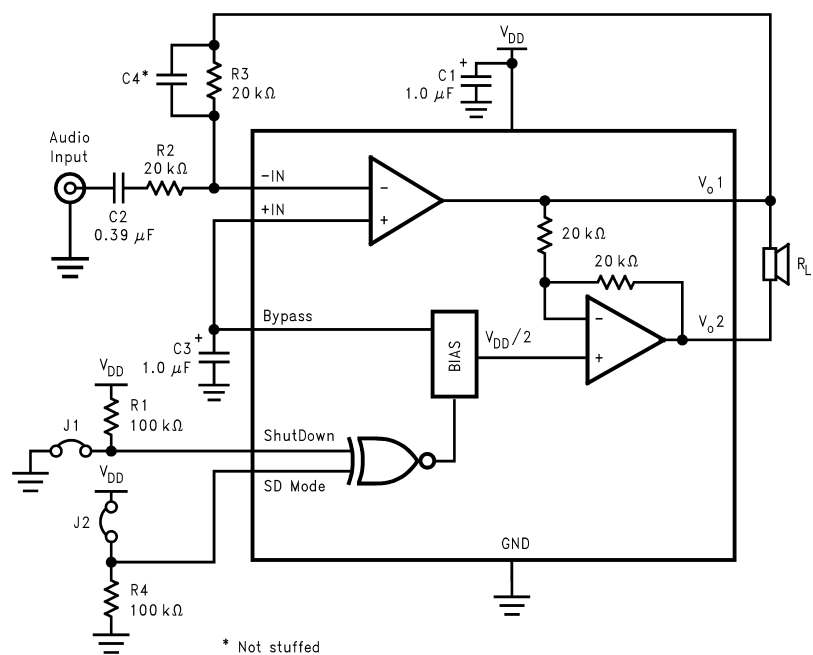 V_DD
C4*
R3
20 kΩ
C1
+
1.0 μF
Audio
Input
R2
20 kΩ
C2
0.39 μF
-IN
+IN
-
+
V_o1
20 kΩ
20 kΩ
R_L
Bypass
C3
+
1.0 μF
BIAS
V_DD/2
-
+
V_o2
V_DD
R1
100 kΩ
J1
ShutDown
V_DD
SD Mode
J2
GND
R4
100 kΩ
* Not stuffed